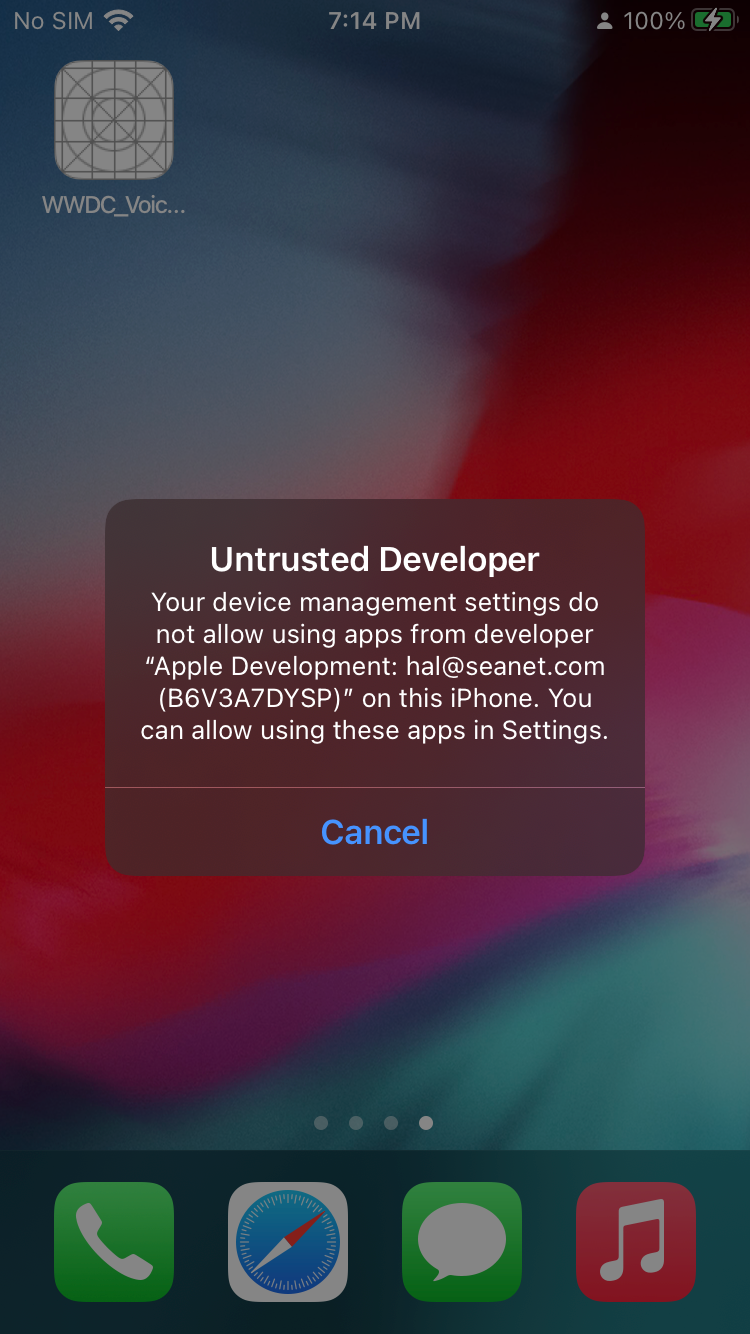 No SIM 7:14 PM 100%
WWDC_Voic...
Untrusted Developer
Your device management settings do
not allow using apps from developer
“Apple Development: hal@seanet.com
(B6V3A7DYSP)” on this iPhone. You
can allow using these apps in Settings.
Cancel